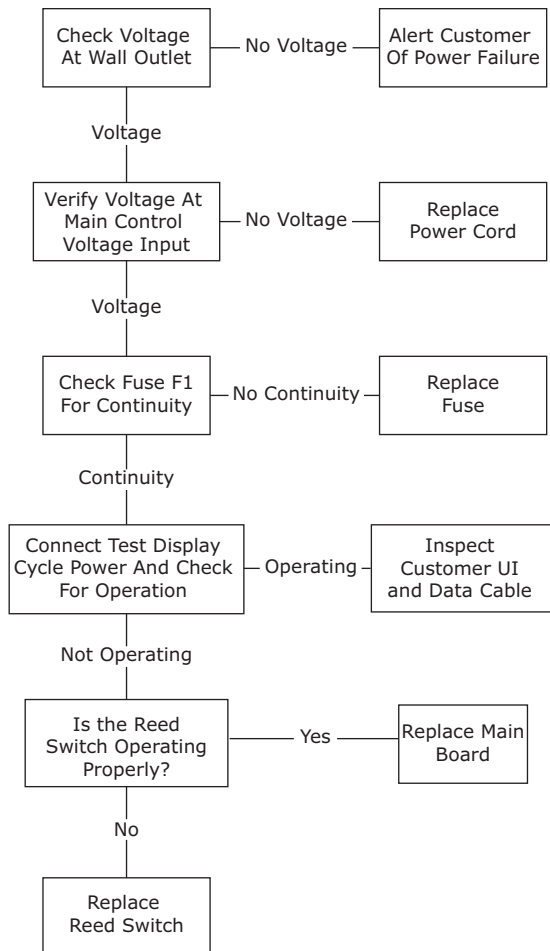 Check Voltage
At Wall Outlet
No Voltage
Alert Customer
Of Power Failure
Voltage
Verify Voltage At
Main Control
Voltage Input
No Voltage
Replace
Power Cord
Voltage
Check Fuse F1
For Continuity
No Continuity
Replace
Fuse
Continuity
Connect Test Display
Cycle Power And Check
For Operation
Operating
Inspect
Customer UI
and Data Cable
Not Operating
Is the Reed
Switch Operating
Properly?
Yes
Replace Main
Board
No
Replace
Reed Switch